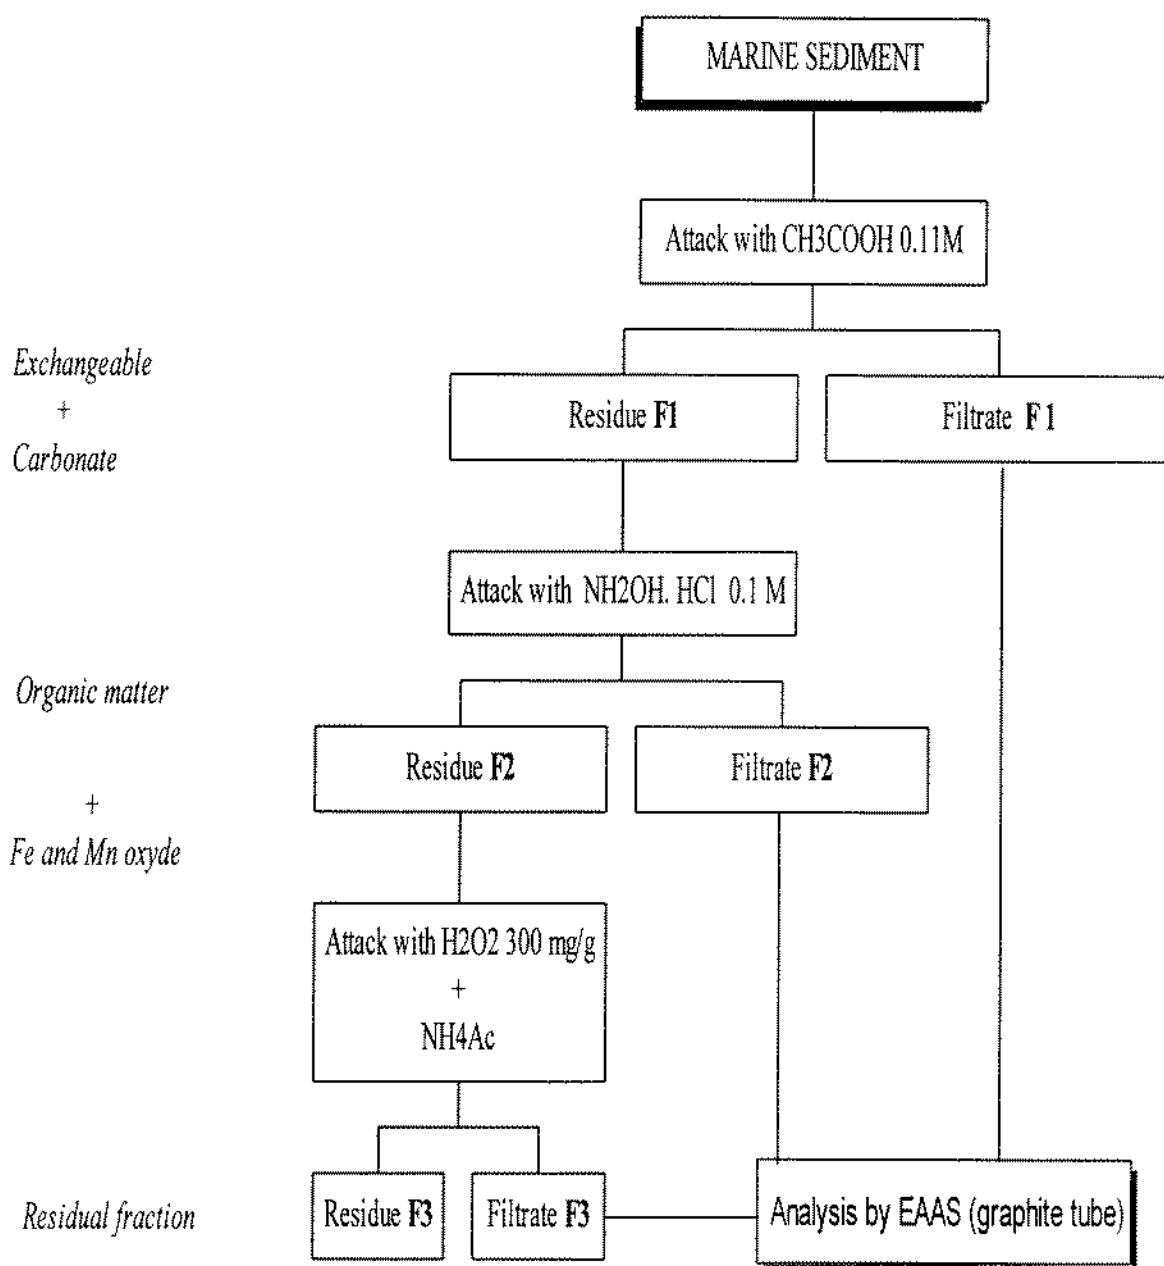 MARINE SEDIMENT
Attack with CH3COOH 0.11M
Exchangeable
+
Carbonate
Residue F1
Filtrate F 1
Attack with NH2OH. HCl 0.1 M
Organic matter
+
Fe and Mn oxyde
Residue F2
Filtrate F2
Attack with H2O2 300 mg/g
+
NH4Ac
Residual fraction
Residue F3
Filtrate F3
Analysis by EAAS (graphite tube)